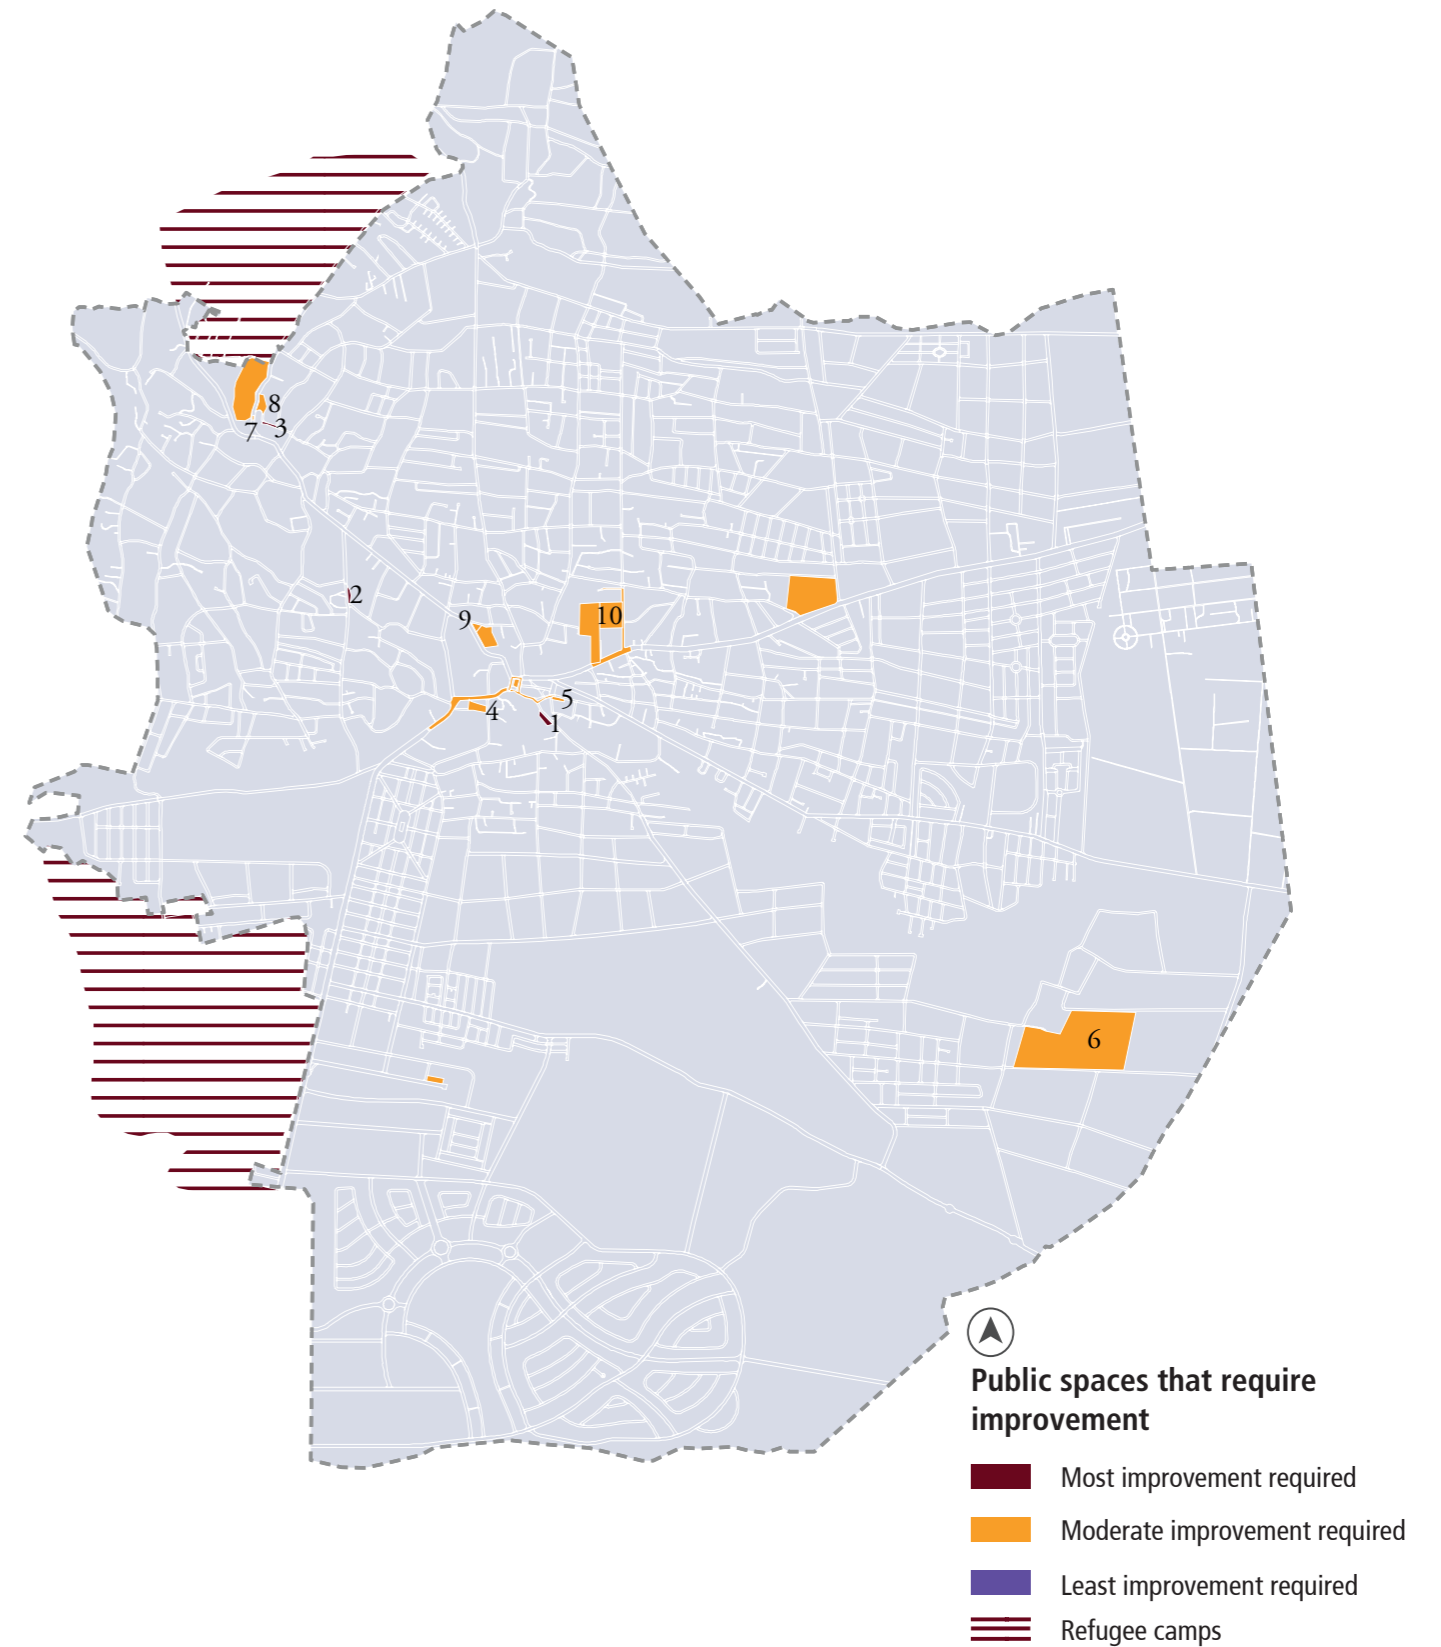 8
3
7
2
9
10
5
4
1
6
Public spaces that require
improvement
Most improvement required
Moderate improvement required
Least improvement required
Refugee camps